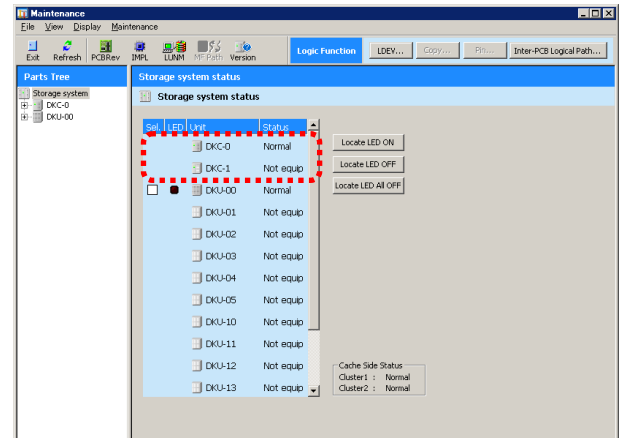 Maintenance
File View Display Maintenance
Exit Refresh PCBRev IMPL LUNM MF Path Version Logic Function LDEV... Copy... Pin... Inter-PCB Logical Path...
Parts Tree Storage system status
Storage system Storage system status
DKC-0
DKU-00
Sel. LED Unit Status
DKC-0 Normal Locate LED ON
DKC-1 Not equip Locate LED OFF
DKU-00 Normal Locate LED All OFF
DKU-01 Not equip
DKU-02 Not equip
DKU-03 Not equip
DKU-04 Not equip
DKU-05 Not equip
DKU-10 Not equip
DKU-11 Not equip
DKU-12 Not equip Cache Side Status
Cluster1 : Normal
DKU-13 Not equip Cluster2 : Normal